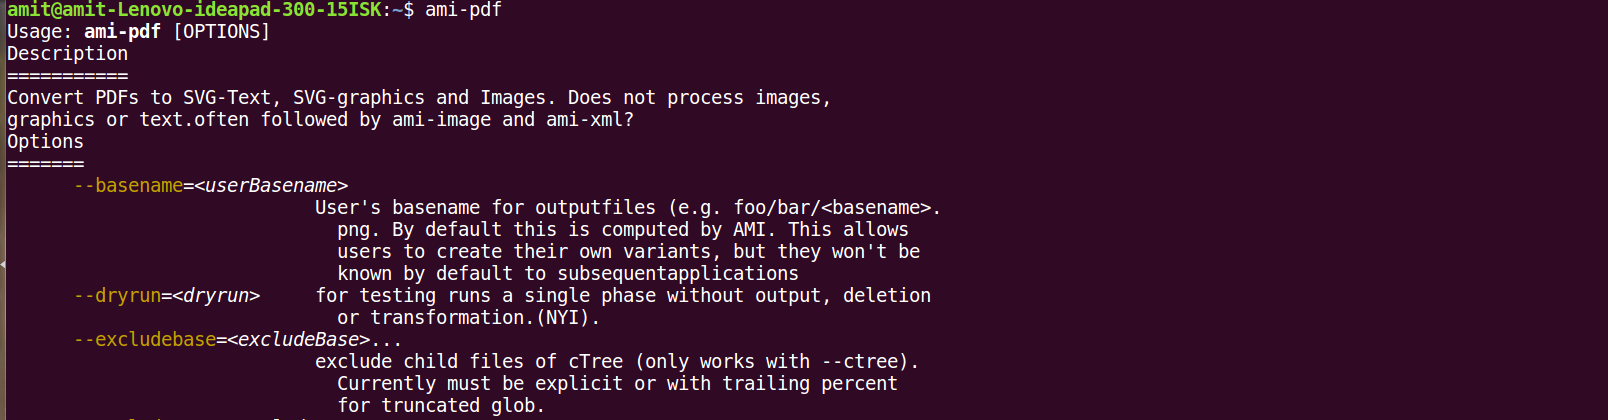 amit@amit-Lenovo-ideapad-300-15ISK:~$ ami-pdf
Usage: ami-pdf [OPTIONS]
Description
===========
Convert PDFs to SVG-Text, SVG-graphics and Images. Does not process images,
graphics or text.often followed by ami-image and ami-xml?
Options
=======
      --basename=<userBasename>
                            User's basename for outputfiles (e.g. foo/bar/<basename>.
                              png. By default this is computed by AMI. This allows
                              users to create their own variants, but they won't be
                              known by default to subsequentapplications
      --dryrun=<dryrun>     for testing runs a single phase without output, deletion
                              or transformation.(NYI).
      --excludebase=<excludeBase>...
                            exclude child files of cTree (only works with --ctree).
                              Currently must be explicit or with trailing percent
                              for truncated glob.